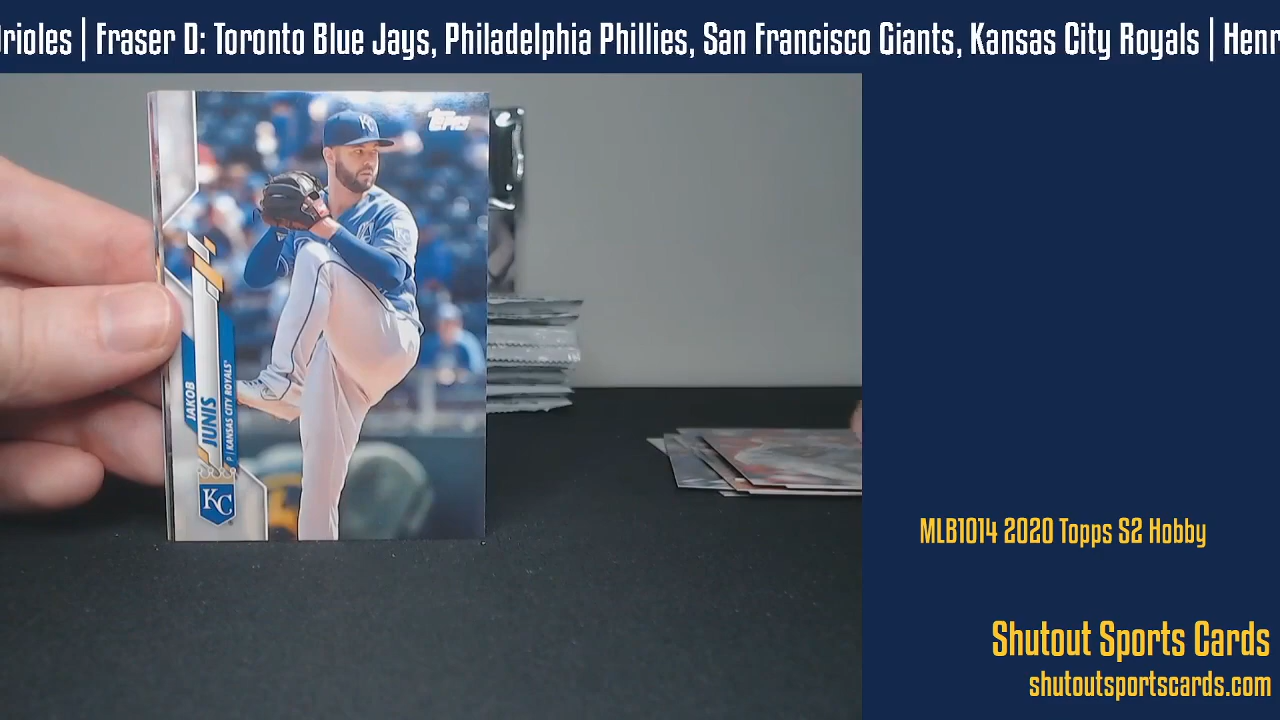 rioles | Fraser D: Toronto Blue Jays, Philadelphia Phillies, San Francisco Giants, Kansas City Royals | Henr
Topps
KC
JAKOB
JUNIS
P | KANSAS CITY ROYALS
KC
MLB1014 2020 Topps S2 Hobby
Shutout Sports Cards
shutoutsportscards.com